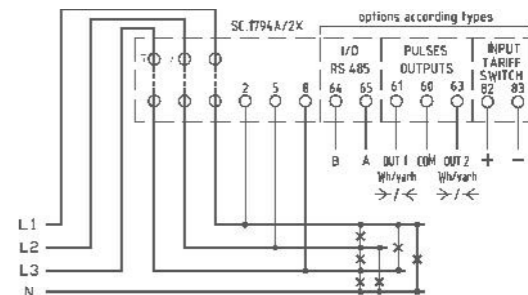 SC.1794A/2X
options according types
I/O
RS 485
PULSES
OUTPUTS
INPUT
TARIFF
SWITCH
2 5 8 64 65 61 60 63 82 83
B A OUT 1 COM OUT 2 + −
Wh/varh Wh/varh
L1
L2
L3
N